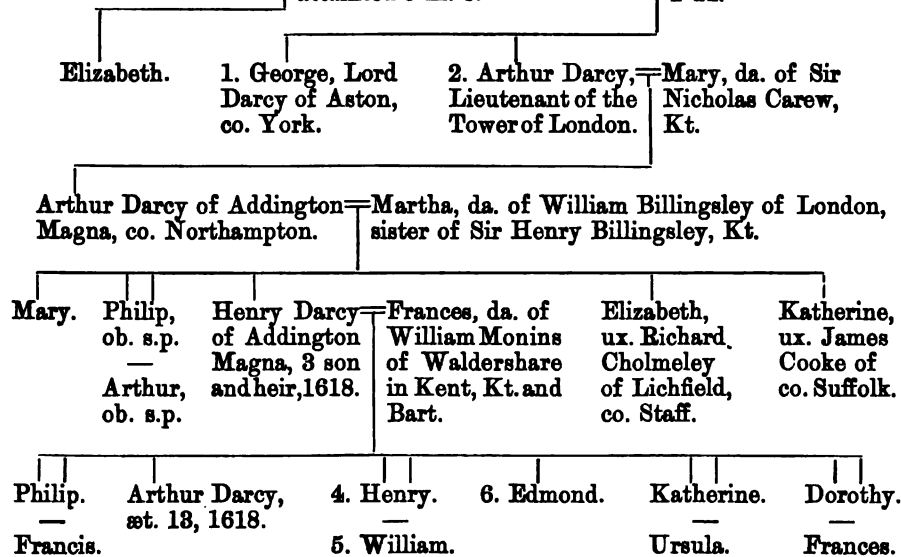 Elizabeth.
1. George, Lord
Darcy of Aston,
co. York.
2. Arthur Darcy,
Lieutenant of the
Tower of London.
Mary, da. of Sir
Nicholas Carew,
Kt.
Arthur Darcy of Addington
Magna, co. Northampton.
Martha, da. of William Billingsley of London,
sister of Sir Henry Billingsley, Kt.
Mary.
Philip,
ob. s.p.
—
Arthur,
ob. s.p.
Henry Darcy
of Addington
Magna, 3 son
and heir, 1618.
Frances, da. of
William Monins
of Waldershare
in Kent, Kt. and
Bart.
Elizabeth,
ux. Richard
Cholmeley
of Lichfield,
co. Staff.
Katherine,
ux. James
Cooke of
co. Suffolk.
Philip.
—
Francis.
Arthur Darcy,
æt. 13, 1618.
4. Henry.
—
5. William.
6. Edmond.
Katherine.
—
Ursula.
Dorothy.
—
Frances.